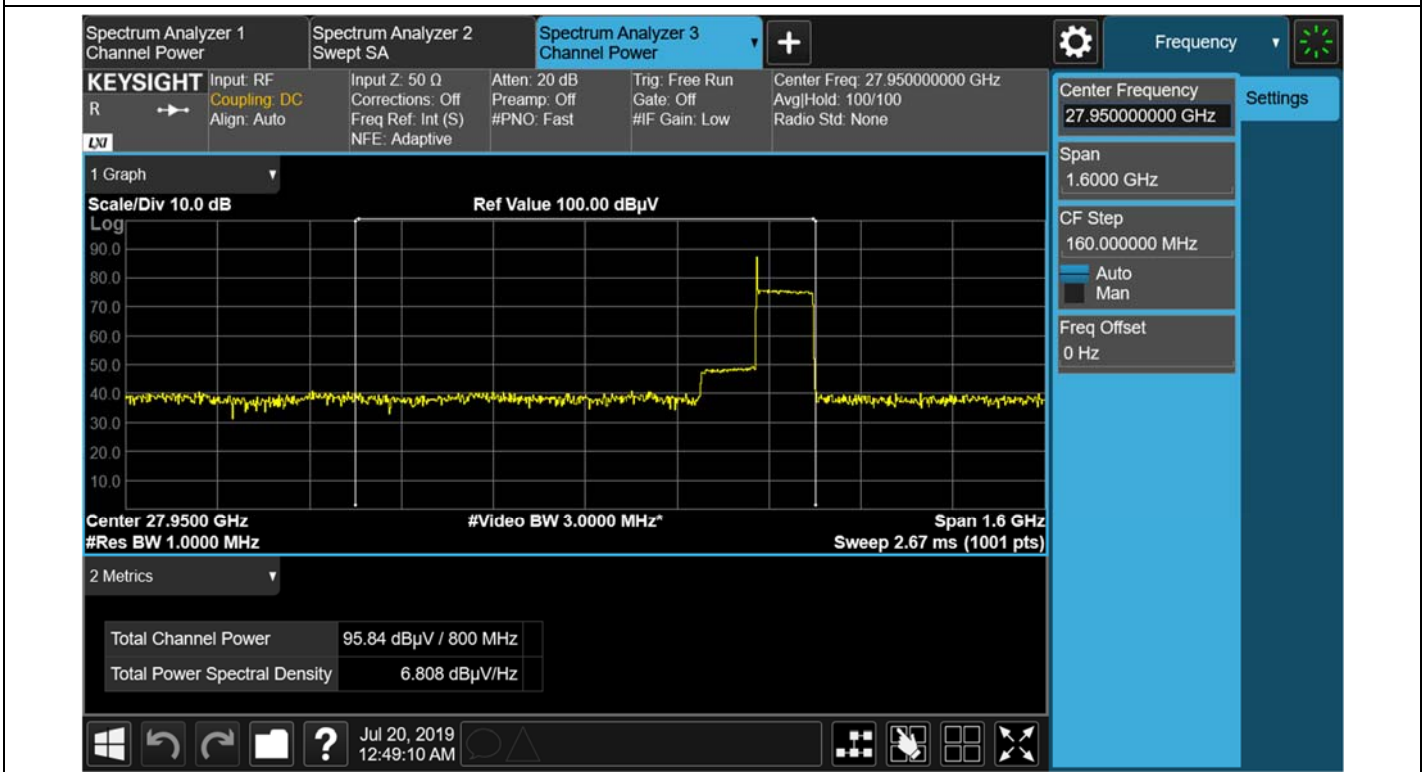 Spectrum Analyzer 1
Channel Power
Spectrum Analyzer 2
Swept SA
Spectrum Analyzer 3
Channel Power
Frequency
KEYSIGHT
R
LXI
Input: RF
Coupling: DC
Align: Auto
Input Z: 50 Ω
Corrections: Off
Freq Ref: Int (S)
NFE: Adaptive
Atten: 20 dB
Preamp: Off
#PNO: Fast
Trig: Free Run
Gate: Off
#IF Gain: Low
Center Freq: 27.950000000 GHz
Avg|Hold: 100/100
Radio Std: None
Center Frequency
27.950000000 GHz
Settings
Span
1.6000 GHz
CF Step
160.000000 MHz
Auto
Man
Freq Offset
0 Hz
1 Graph
Scale/Div 10.0 dB
Ref Value 100.00 dBµV
Log
90.0
80.0
70.0
60.0
50.0
40.0
30.0
20.0
10.0
Center 27.9500 GHz
#Video BW 3.0000 MHz*
Span 1.6 GHz
#Res BW 1.0000 MHz
Sweep 2.67 ms (1001 pts)
2 Metrics
Total Channel Power 95.84 dBµV / 800 MHz
Total Power Spectral Density 6.808 dBµV/Hz
?
Jul 20, 2019
12:49:10 AM